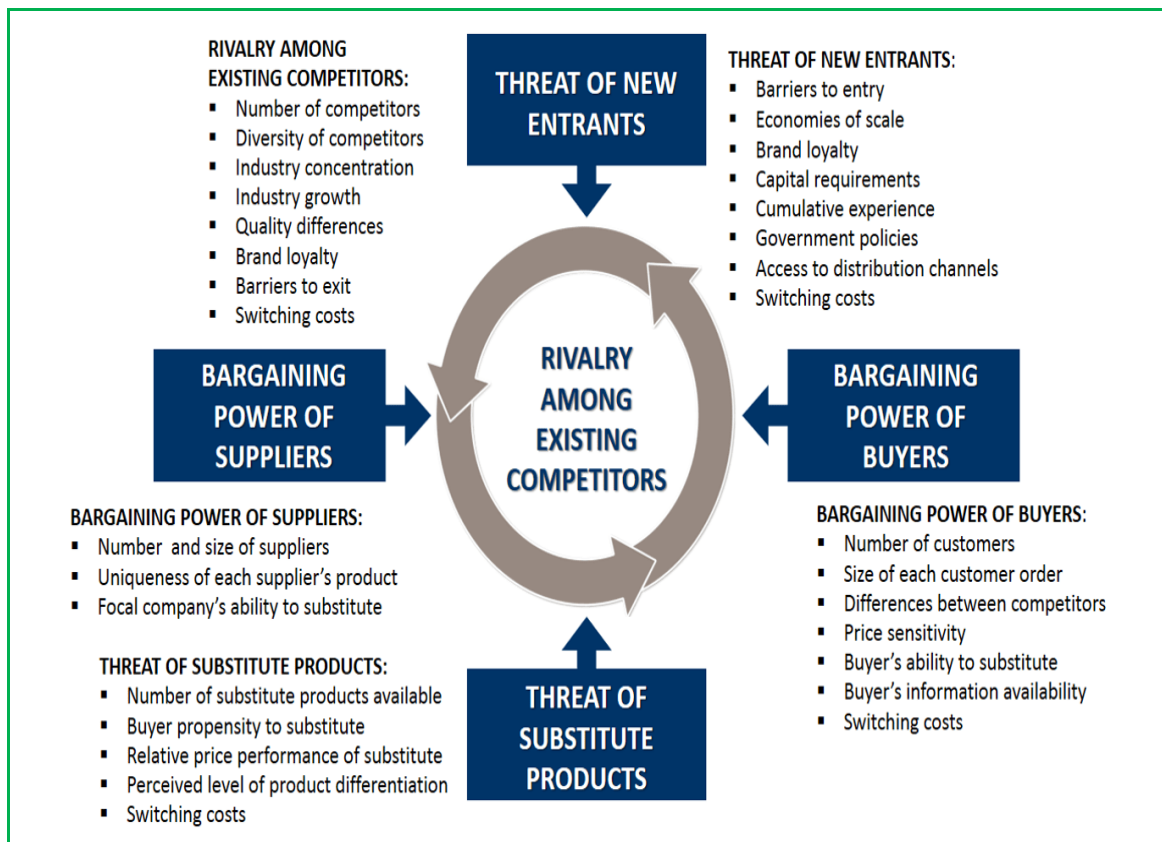 RIVALRY AMONG
EXISTING COMPETITORS:
▪ Number of competitors
▪ Diversity of competitors
▪ Industry concentration
▪ Industry growth
▪ Quality differences
▪ Brand loyalty
▪ Barriers to exit
▪ Switching costs
THREAT OF NEW
ENTRANTS
THREAT OF NEW ENTRANTS:
▪ Barriers to entry
▪ Economies of scale
▪ Brand loyalty
▪ Capital requirements
▪ Cumulative experience
▪ Government policies
▪ Access to distribution channels
▪ Switching costs
BARGAINING
POWER OF
SUPPLIERS
RIVALRY
AMONG
EXISTING
COMPETITORS
BARGAINING
POWER OF
BUYERS
BARGAINING POWER OF SUPPLIERS:
▪ Number and size of suppliers
▪ Uniqueness of each supplier's product
▪ Focal company's ability to substitute
BARGAINING POWER OF BUYERS:
▪ Number of customers
▪ Size of each customer order
▪ Differences between competitors
▪ Price sensitivity
▪ Buyer's ability to substitute
▪ Buyer's information availability
▪ Switching costs
THREAT OF SUBSTITUTE PRODUCTS:
▪ Number of substitute products available
▪ Buyer propensity to substitute
▪ Relative price performance of substitute
▪ Perceived level of product differentiation
▪ Switching costs
THREAT OF
SUBSTITUTE
PRODUCTS